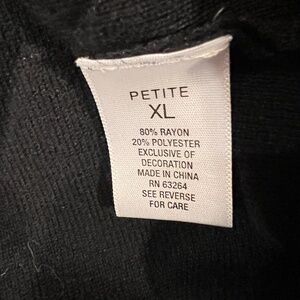 PETITE
XL
80% RAYON
20% POLYESTER
EXCLUSIVE OF
DECORATION
MADE IN CHINA
RN 63264
SEE REVERSE
FOR CARE